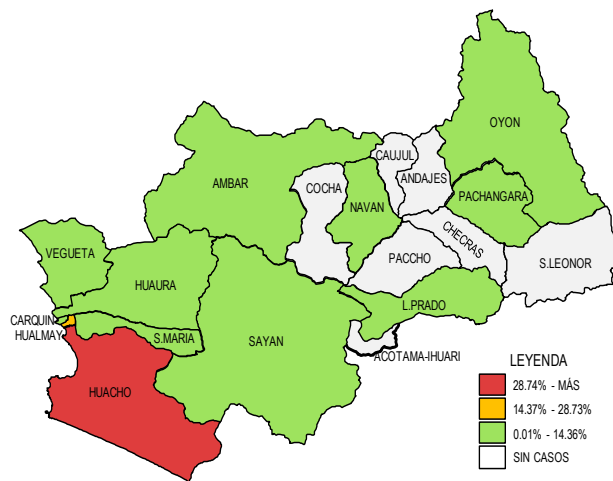 OYON
CAUJUL
ANDAJES
AMBAR
COCHA
NAVAN
PACHANGARA
CHECRAS
VEGUETA
PACCHO
S.LEONOR
HUAURA
L.PRADO
CARQUIN
HUALMAY
S.MARIA
SAYAN
ACOTAMA-IHUARI
HUACHO
LEYENDA
28.74% - MÁS
14.37% - 28.73%
0.01% - 14.36%
SIN CASOS